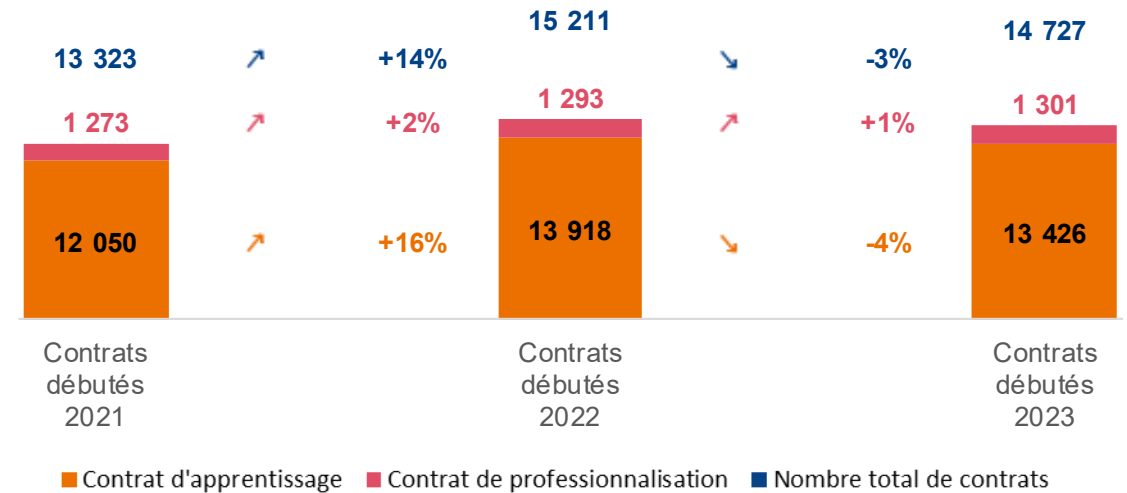 15 211
14 727
13 323 ↗ +14% ↘ -3%
1 293
1 301
1 273 ↗ +2% ↗ +1%
12 050 ↗ +16% 13 918 ↘ -4% 13 426
Contrats débutés 2021
Contrats débutés 2022
Contrats débutés 2023
Contrat d'apprentissage Contrat de professionnalisation Nombre total de contrats